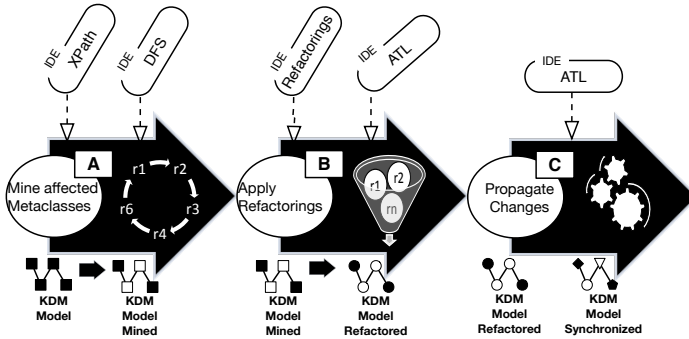 IDE
XPath
IDE
DFS
IDE
Refactorings
IDE
ATL
IDE
ATL
A
Mine affected
Metaclasses
r1
r2
r3
r4
r6
B
Apply
Refactorings
r1
r2
rn
C
Propagate
Changes
KDM
Model
KDM
Model
Mined
KDM
Model
Mined
KDM
Model
Refactored
KDM
Model
Refactored
KDM
Model
Synchronized